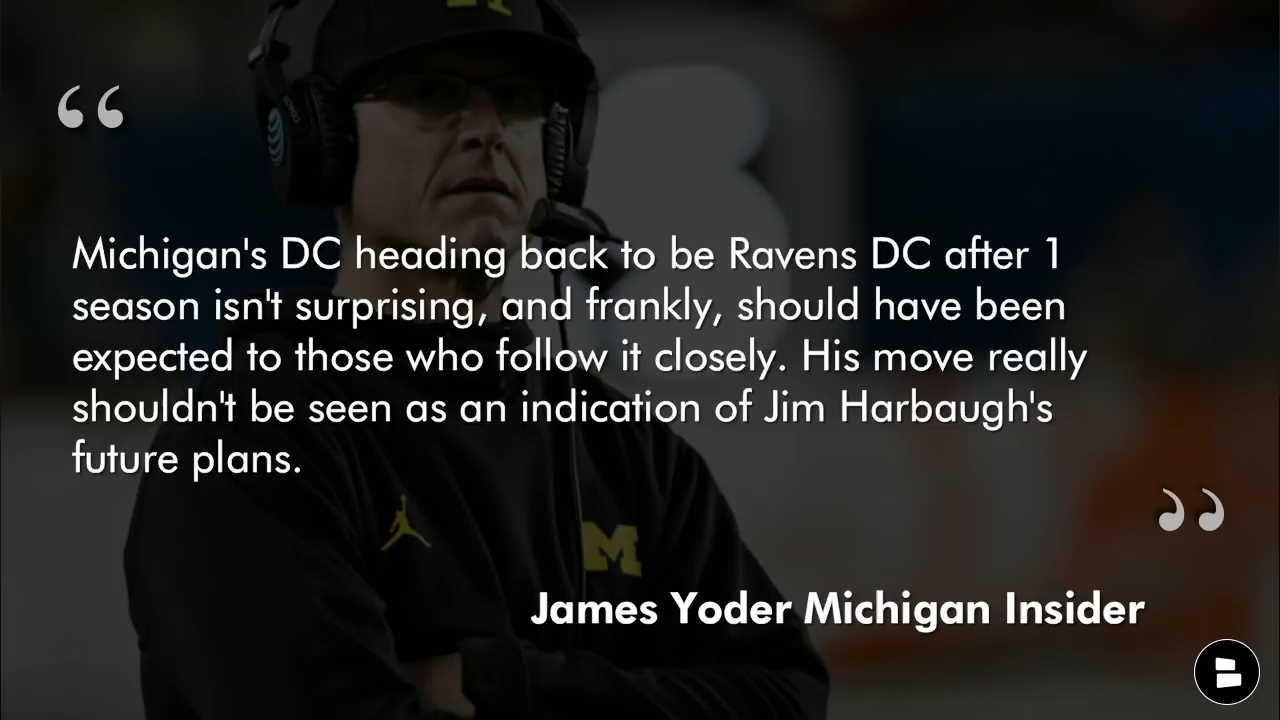 “
Michigan's DC heading back to be Ravens DC after 1
season isn't surprising, and frankly, should have been
expected to those who follow it closely. His move really
shouldn't be seen as an indication of Jim Harbaugh's
future plans.
”
M
James Yoder Michigan Insider